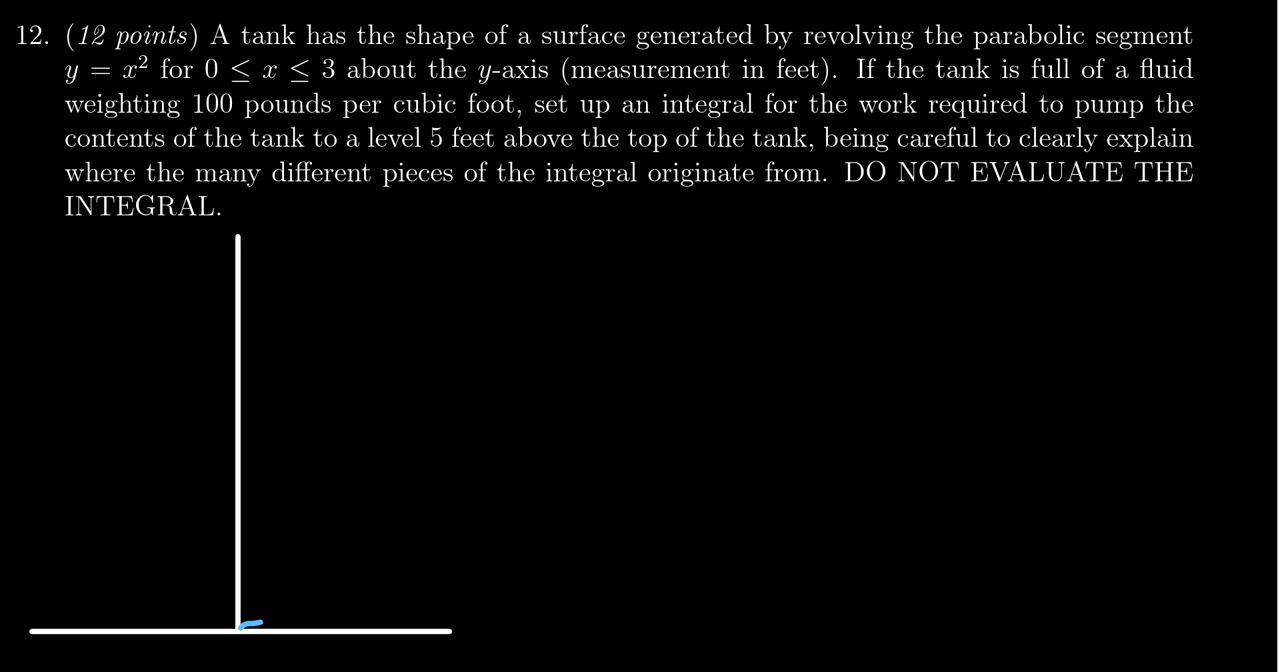 12. (12 points) A tank has the shape of a surface generated by revolving the parabolic segment
y = x² for 0 ≤ x ≤ 3 about the y-axis (measurement in feet). If the tank is full of a fluid
weighting 100 pounds per cubic foot, set up an integral for the work required to pump the
contents of the tank to a level 5 feet above the top of the tank, being careful to clearly explain
where the many different pieces of the integral originate from. DO NOT EVALUATE THE
INTEGRAL.